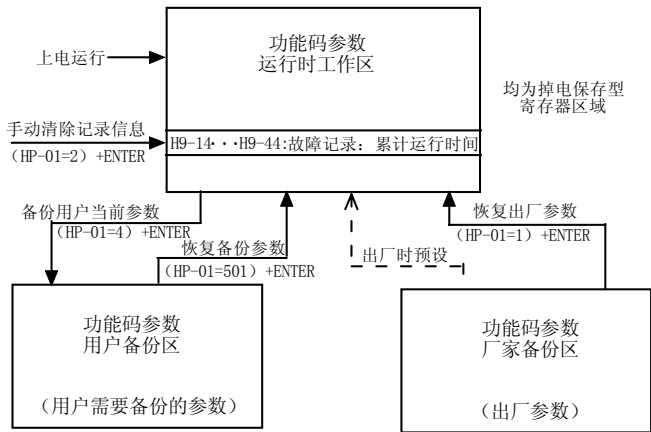 功能码参数
运行时工作区
上电运行
均为掉电保存型
寄存器区域
手动清除记录信息
(HP-01=2) +ENTER
H9-14···H9-44:故障记录：累计运行时间
备份用户当前参数
(HP-01=4) +ENTER
恢复备份参数
(HP-01=501) +ENTER
出厂时预设
恢复出厂参数
(HP-01=1) +ENTER
功能码参数
用户备份区
（用户需要备份的参数）
功能码参数
厂家备份区
（出厂参数）